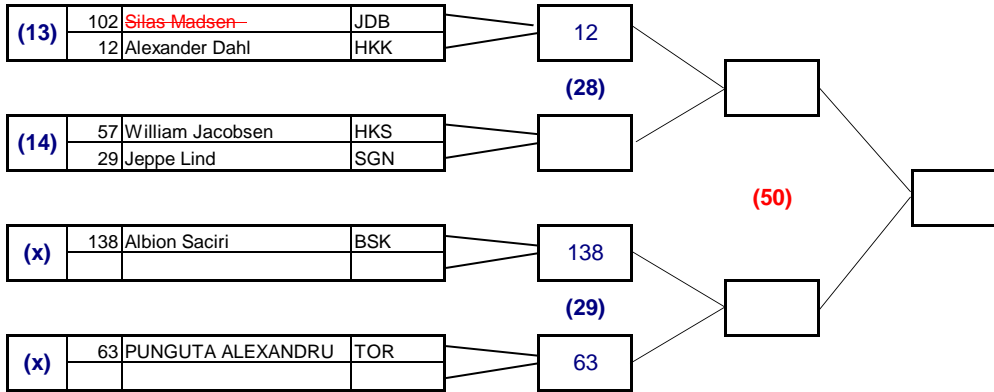 (13) 102 Silas Madsen JDB
12 Alexander Dahl HKK
12
(28)
(14) 57 William Jacobsen HKS
29 Jeppe Lind SGN
(50)
(x) 138 Albion Saciri BSK
138
(29)
(x) 63 PUNGUTA ALEXANDRU TOR
63